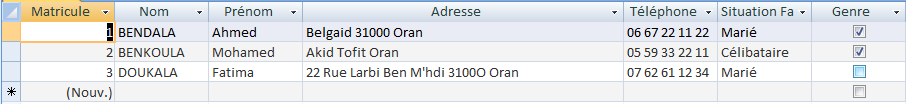 Matricule Nom Prénom Adresse Téléphone Situation Fa Genre
1 BENDALA Ahmed Belgaid 31000 Oran 06 67 22 11 22 Marié
2 BENKOULA Mohamed Akid Tofit Oran 05 59 33 22 11 Célibataire
3 DOUKALA Fatima 22 Rue Larbi Ben M'hdi 3100O Oran 07 62 61 12 34 Marié
* (Nouv.)